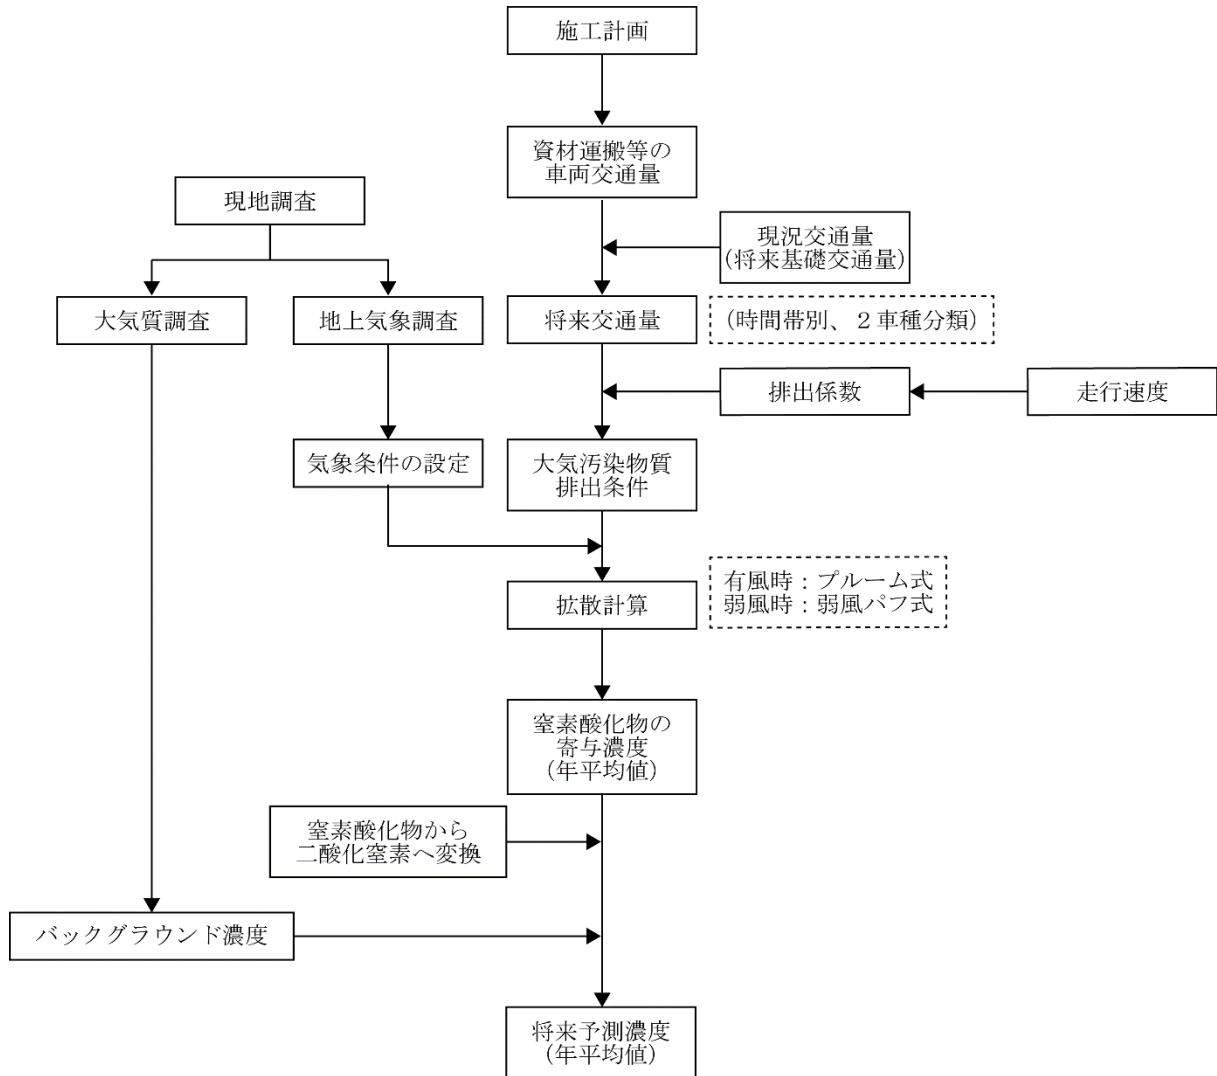 施工計画
資材運搬等の
車両交通量
現地調査
現況交通量
(将来基礎交通量)
大気質調査
地上気象調査
将来交通量
(時間帯別、２車種分類)
排出係数
走行速度
気象条件の設定
大気汚染物質
排出条件
有風時：プルーム式
弱風時：弱風パフ式
拡散計算
窒素酸化物の
寄与濃度
(年平均値)
窒素酸化物から
二酸化窒素へ変換
バックグラウンド濃度
将来予測濃度
(年平均値)